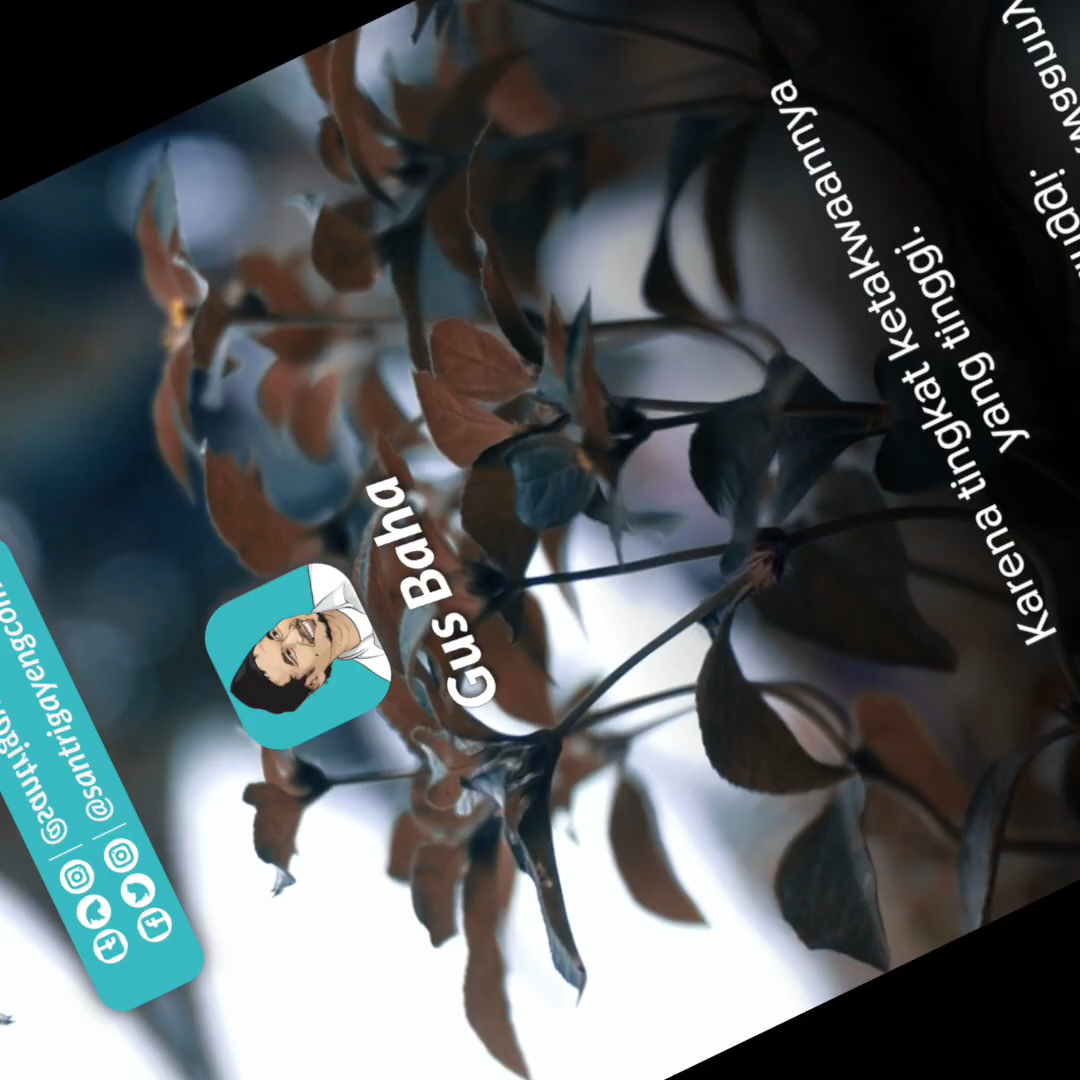 Karena tingkat ketakwaannya
yang tinggi.
Gus Baha
| @santrigayengcom